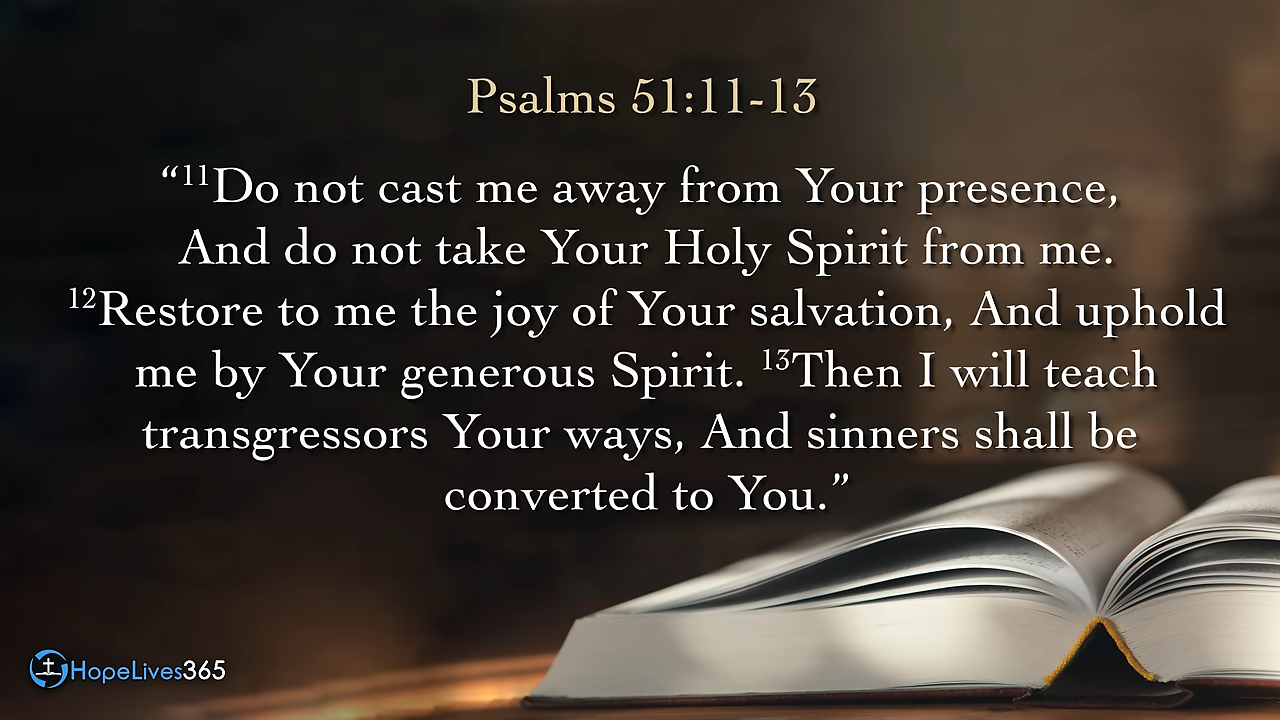 Psalms 51:11-13
“¹¹Do not cast me away from Your presence,
And do not take Your Holy Spirit from me.
¹²Restore to me the joy of Your salvation, And uphold
me by Your generous Spirit. ¹³Then I will teach
transgressors Your ways, And sinners shall be
converted to You.”
HopeLives365